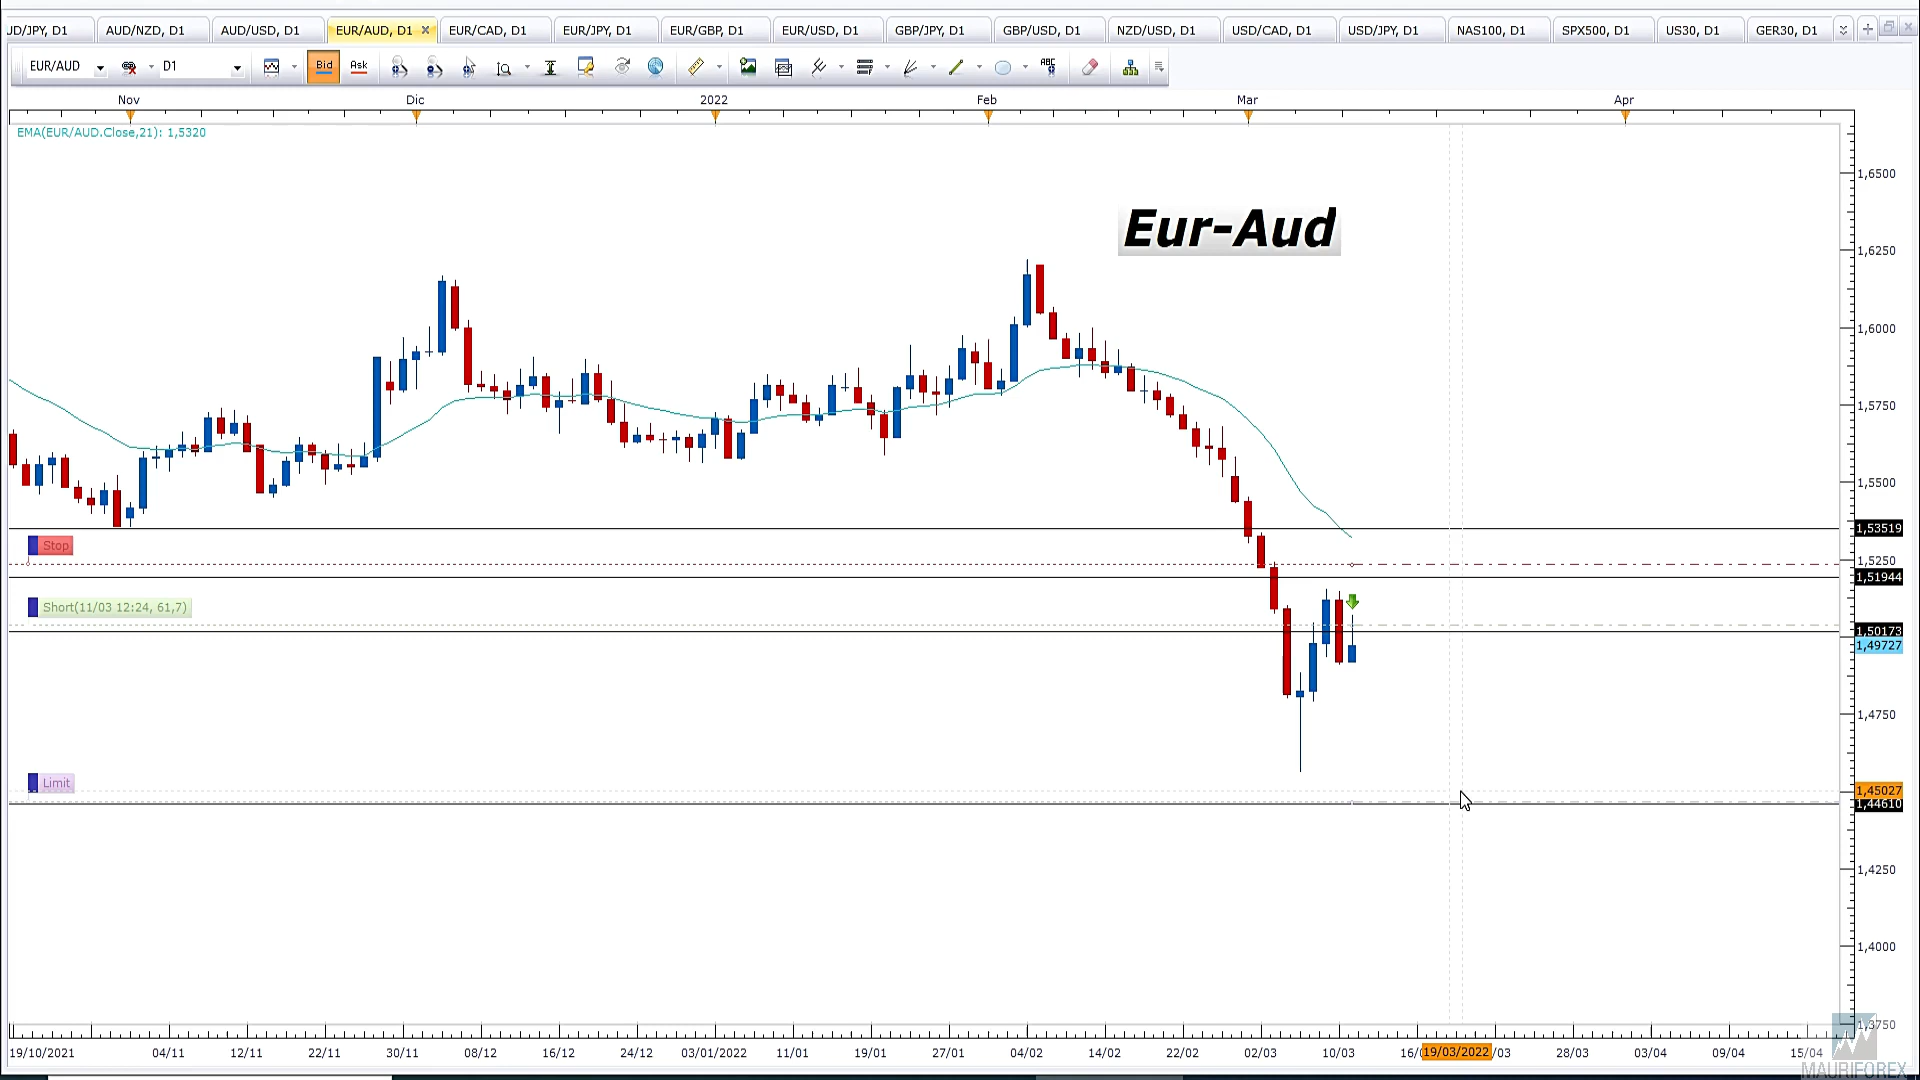 JD/JPY, D1 AUD/NZD, D1 AUD/USD, D1 EUR/AUD, D1 EUR/CAD, D1 EUR/JPY, D1 EUR/GBP, D1 EUR/USD, D1 GBP/JPY, D1 GBP/USD, D1 NZD/USD, D1 USD/CAD, D1 USD/JPY, D1 NAS100, D1 SPX500, D1 US30, D1 GER30, D1
EUR/AUD D1 Bid Ask ABC
Nov Dic 2022 Feb Mar Apr
EMA(EUR/AUD.Close,21): 1,5320
1,6500
Eur-Aud
1,6250
1,6000
1,5750
1,5500
1,53519
Stop
1,5250
1,51944
Short(11/03 12:24, 61,7)
1,50173
1,49727
1,4750
Limit
1,45027
1,44610
1,4250
1,4000
1,3750
19/10/2021 04/11 12/11 22/11 30/11 08/12 16/12 24/12 03/01/2022 11/01 19/01 27/01 04/02 14/02 22/02 02/03 10/03 16/ 19/03/2022 /03 28/03 03/04 09/04 15/04
MAURIFOREX